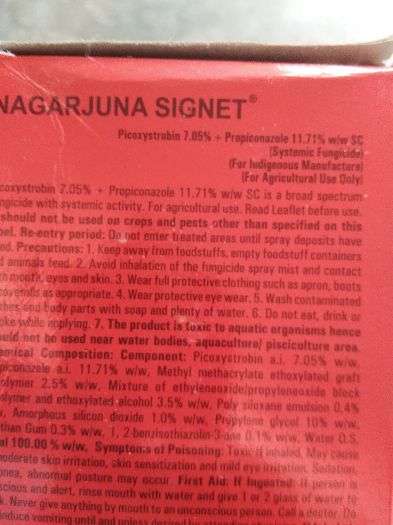 NAGARJUNA SIGNET®
Picoxystrobin 7.05% + Propiconazole 11.71% w/w SC
(Systemic Fungicide)
(For Indigenous Manufacture)
(For Agricultural Use Only)
coxystrobin 7.05% + Propiconazole 11.71% w/w SC is a broad spectrum
ngicide with systemic activity. For agricultural use. Read Leaflet before use.
should not be used on crops and pests other than specified on this
bel. Re-entry period: Do not enter treated areas until spray deposits have
ed. Precautions: 1. Keep away from foodstuffs, empty foodstuff containers
d animals feed. 2. Avoid inhalation of the fungicide spray mist and contact
th mouth, eyes and skin. 3. Wear full protective clothing such as apron, boots
coveralls as appropriate. 4. Wear protective eye wear. 5. Wash contaminated
thes and body parts with soap and plenty of water. 6. Do not eat, drink or
oke while applying. 7. The product is toxic to aquatic organisms hence
ould not be used near water bodies, aquaculture/ pisciculture area
emical Composition: Component: Picoxystrobin a.i. 7.05% w/w,
iconazole a.i. 11.71% w/w, Methyl methacrylate ethoxylated graft
polymer 2.5% w/w, Mixture of ethyleneoxide/propyleneoxide block
olymer and ethoxylated alcohol 3.5% w/w, Poly siloxane emulsion 0.4%
Amorphous silicon dioxide 1.0% w/w, Propylene glycol 10% w/w,
than Gum 0.3% w/w, 1, 2-benzisothiazolin-3-one 0.1% w/w, Water Q.S.
al 100.00 % w/w. Symptoms of Poisoning: Toxic if inhaled, May cause
moderate skin irritation, skin sensitization and mild eye irritation. Sedation,
nea, abnormal posture may occur. First Aid: If Ingested: If person is
scious and alert, rinse mouth with water and give 1 or 2 glass of water to
k. Never give anything by mouth to an unconscious person. Call a doctor. Do
induce vomiting until and unless